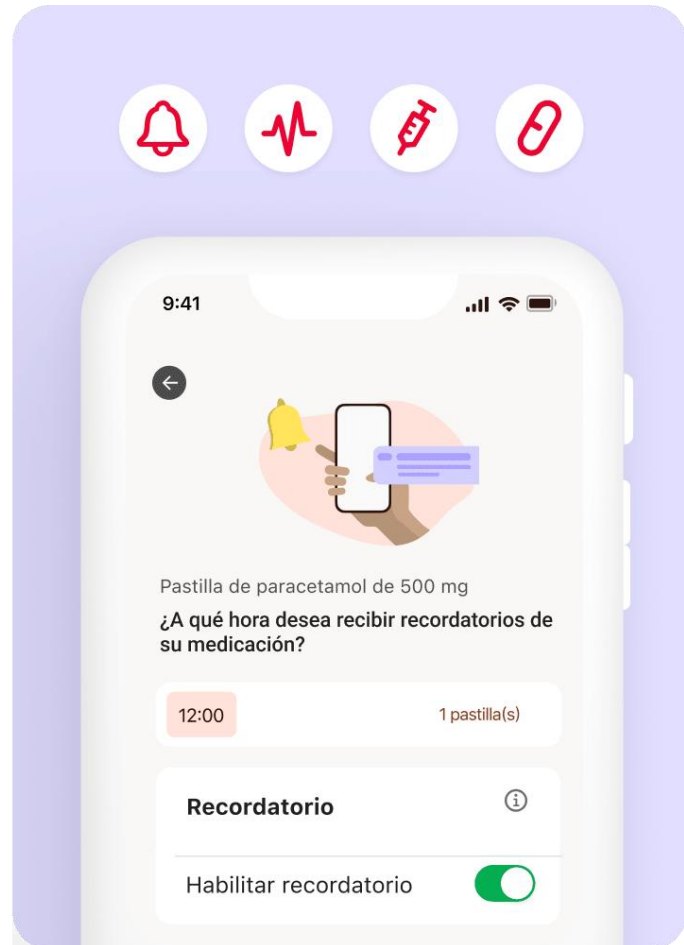 9:41
Pastilla de paracetamol de 500 mg
¿A qué hora desea recibir recordatorios de
su medicación?
12:00 1 pastilla(s)
Recordatorio
Habilitar recordatorio